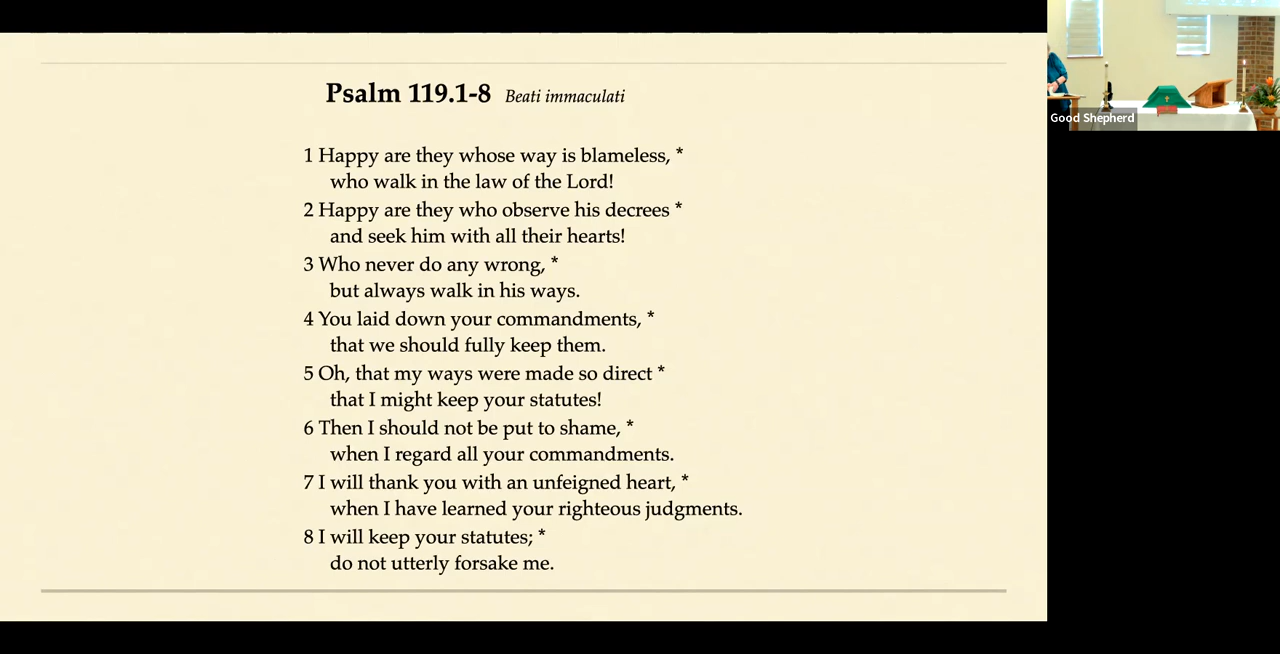 Psalm 119.1-8 Beati immaculati
1 Happy are they whose way is blameless, *
who walk in the law of the Lord!
2 Happy are they who observe his decrees *
and seek him with all their hearts!
3 Who never do any wrong, *
but always walk in his ways.
4 You laid down your commandments, *
that we should fully keep them.
5 Oh, that my ways were made so direct *
that I might keep your statutes!
6 Then I should not be put to shame, *
when I regard all your commandments.
7 I will thank you with an unfeigned heart, *
when I have learned your righteous judgments.
8 I will keep your statutes; *
do not utterly forsake me.
Good Shepherd